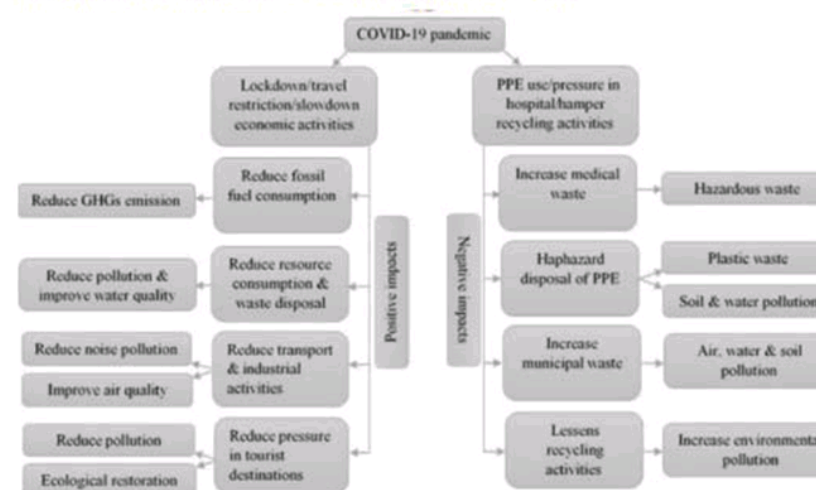 COVID-19 pandemic
Lockdown/travel
restriction/slowdown
economic activities
PPE use/pressure in
hospital/hamper
recycling activities
Positive impacts
Reduce fossil
fuel consumption
Reduce GHGs emission
Reduce resource
consumption &
waste disposal
Reduce pollution &
improve water quality
Reduce transport
& industrial
activities
Reduce noise pollution
Improve air quality
Reduce pressure
in tourist
destinations
Reduce pollution
Ecological restoration
Negative impacts
Increase medical
waste
Hazardous waste
Haphazard
disposal of PPE
Plastic waste
Soil & water pollution
Increase
municipal waste
Air, water & soil
pollution
Lessens
recycling
activities
Increase environmenta
pollution